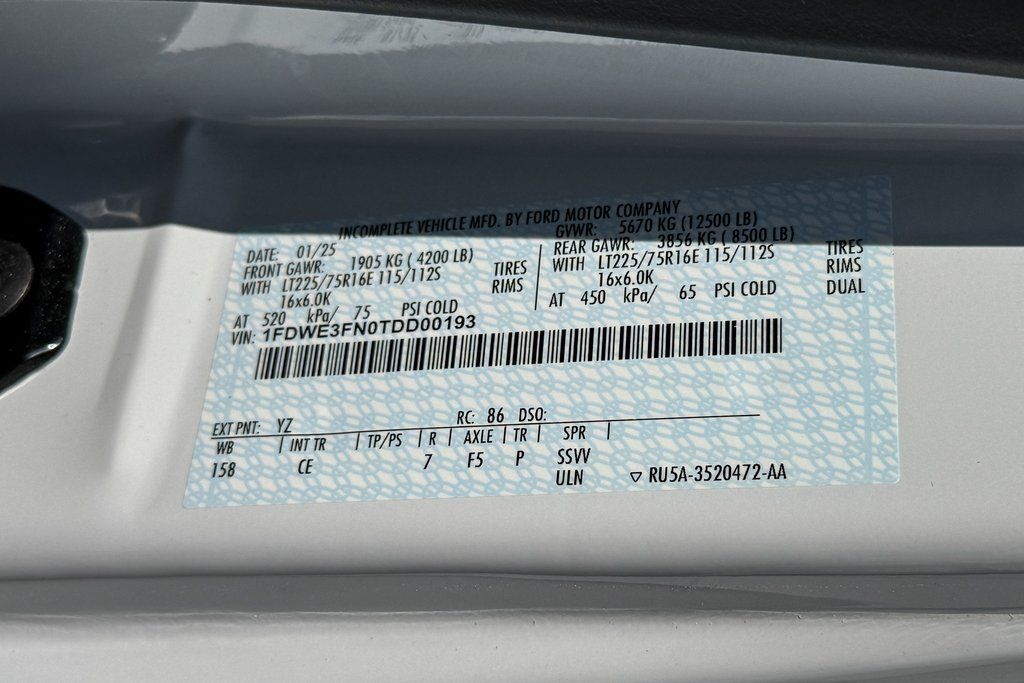 INCOMPLETE VEHICLE MFD. BY FORD MOTOR COMPANY
DATE: 01/25 GVWR: 5670 KG (12500 LB)
FRONT GAWR: 1905 KG ( 4200 LB) REAR GAWR: 3856 KG ( 8500 LB)
WITH LT225/75R16E 115/112S TIRES WITH LT225/75R16E 115/112S TIRES
16x6.0K RIMS 16x6.0K RIMS
AT 520 kPa/ 75 PSI COLD AT 450 kPa/ 65 PSI COLD DUAL
VIN: 1FDWE3FN0TDD00193
EXT PNT: YZ RC: 86 DSO:
WB | INT TR | TP/PS | R | AXLE | TR | SPR |
158 CE 7 F5 P SSVV
ULN ▽ RU5A-3520472-AA